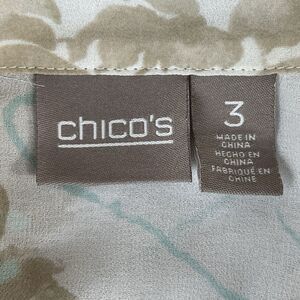 chico's
3
MADE IN
CHINA
HECHO EN
CHINA
FABRIQUÉ EN
CHINE